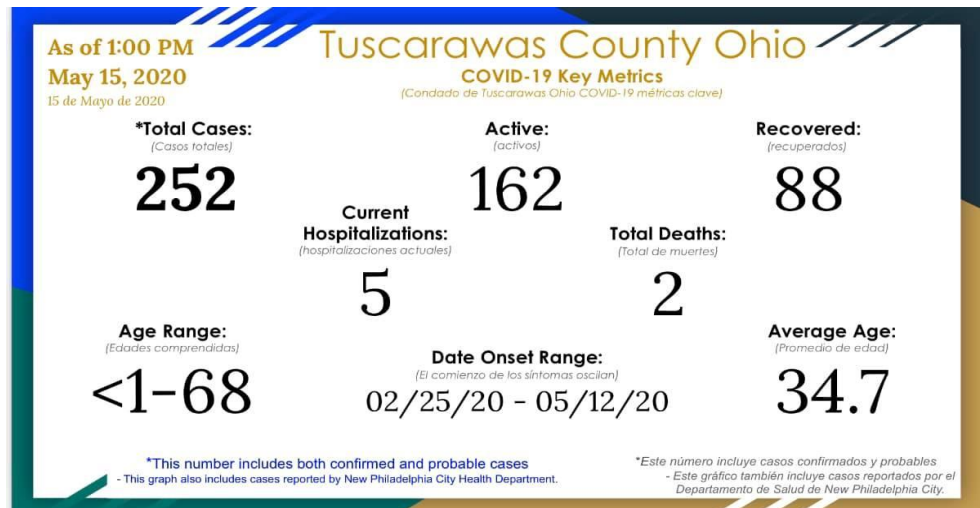 As of 1:00 PM
May 15, 2020
15 de Mayo de 2020
Tuscarawas County Ohio
COVID-19 Key Metrics
(Condado de Tuscarawas Ohio COVID-19 métricas clave)
*Total Cases:
(Casos totales)
252
Active:
(activos)
162
Recovered:
(recuperados)
88
Current
Hospitalizations:
(hospitalizaciones actuales)
5
Total Deaths:
(Total de muertes)
2
Age Range:
(Edades comprendidas)
<1-68
Date Onset Range:
(El comienzo de los síntomas oscilan)
02/25/20 - 05/12/20
Average Age:
(Promedio de edad)
34.7
*This number includes both confirmed and probable cases
- This graph also includes cases reported by New Philadelphia City Health Department.
*Este número incluye casos confirmados y probables
- Este gráfico también incluye casos reportados por el
Departamento de Salud de New Philadelphia City.